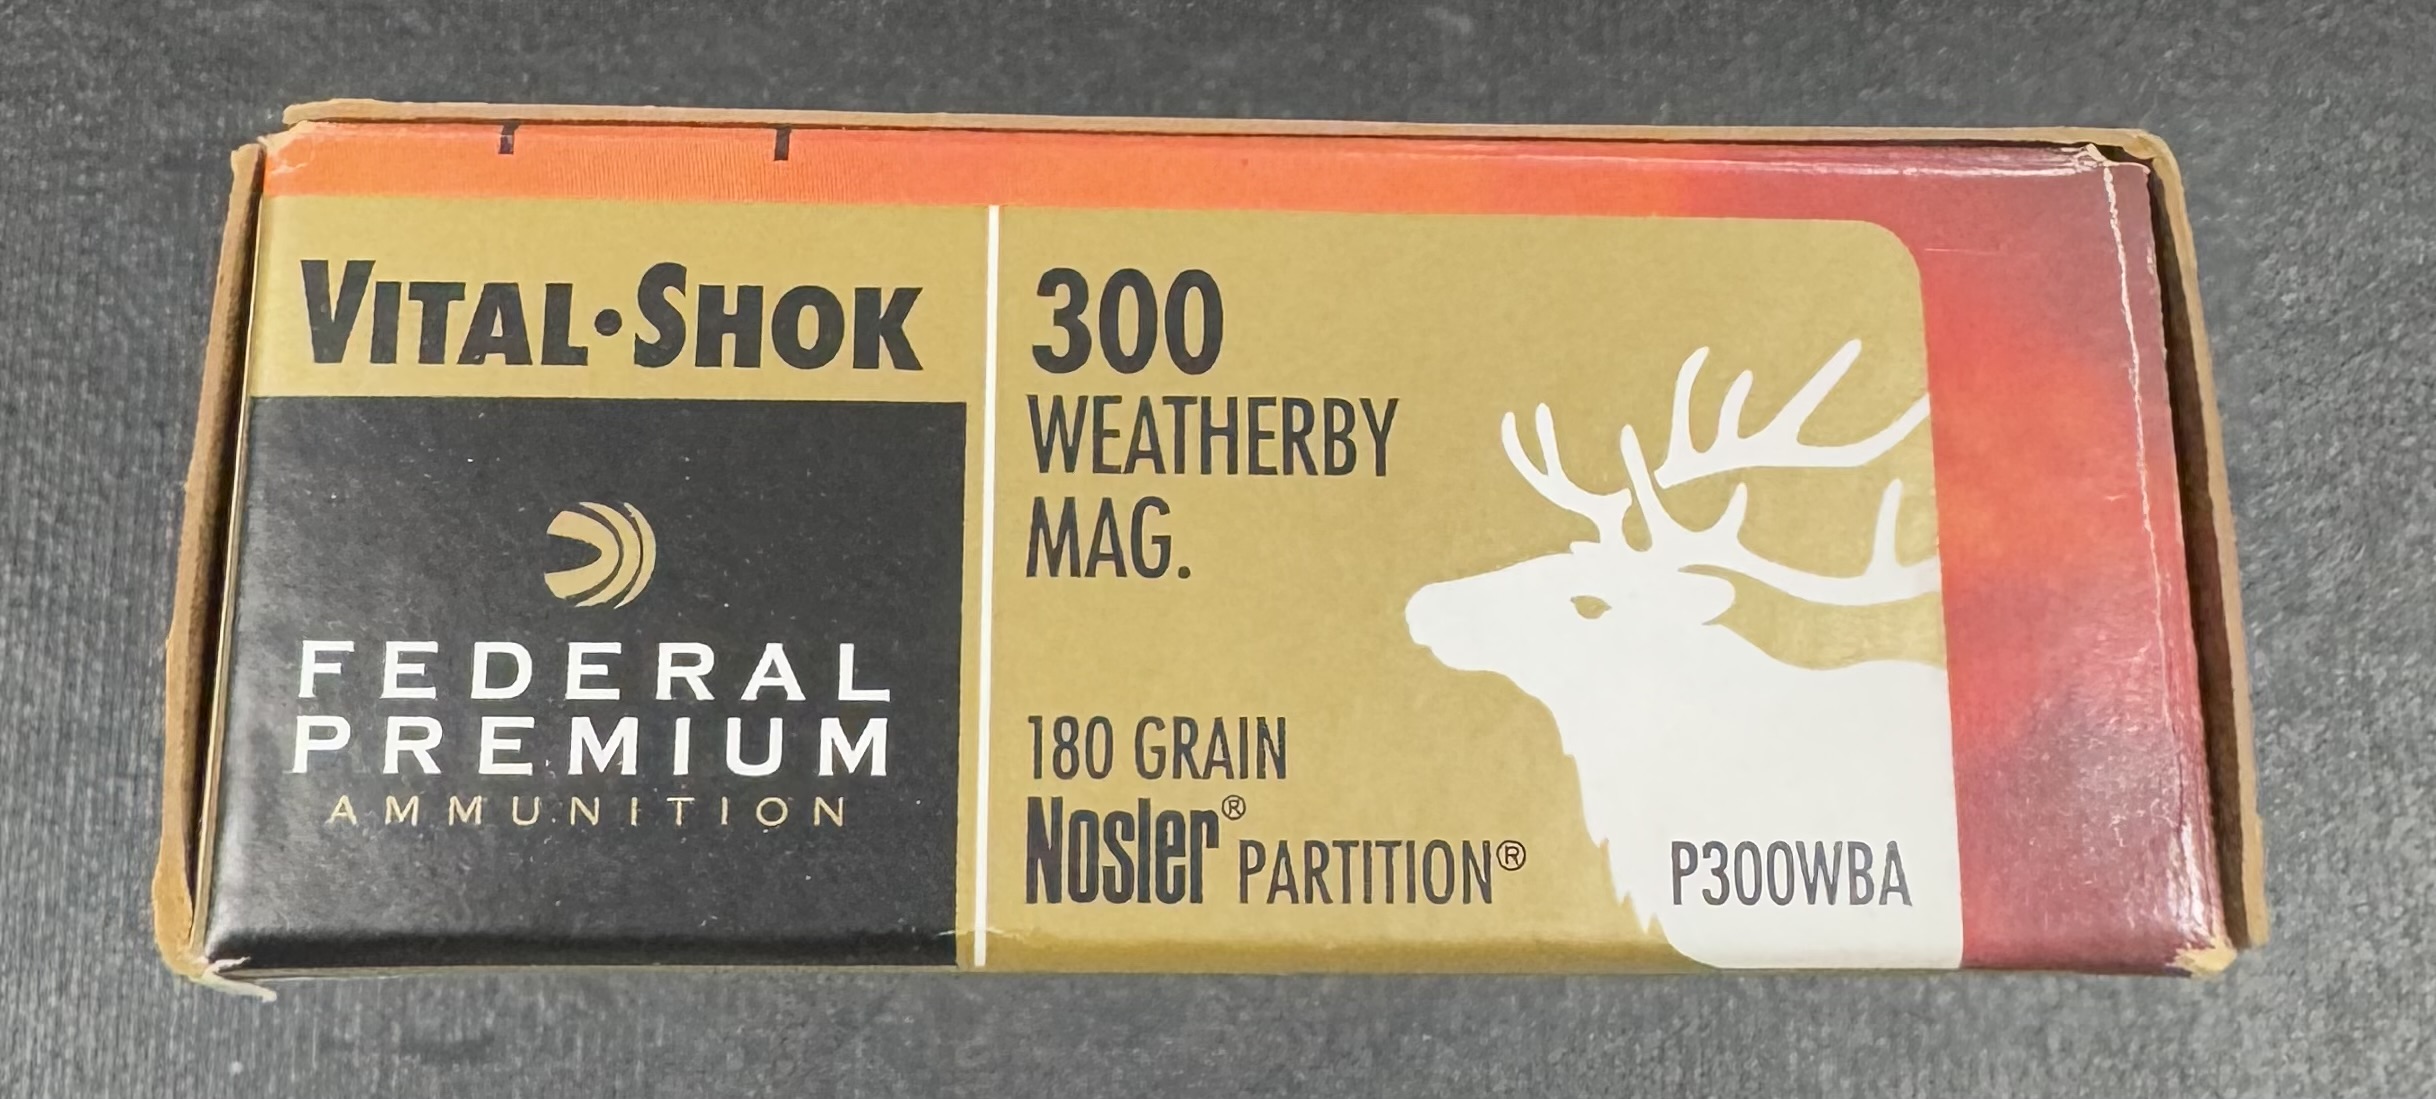 VITAL•SHOK
FEDERAL
PREMIUM
AMMUNITION
300
WEATHERBY
MAG.
180 GRAIN
Nosler® PARTITION®
P300WBA